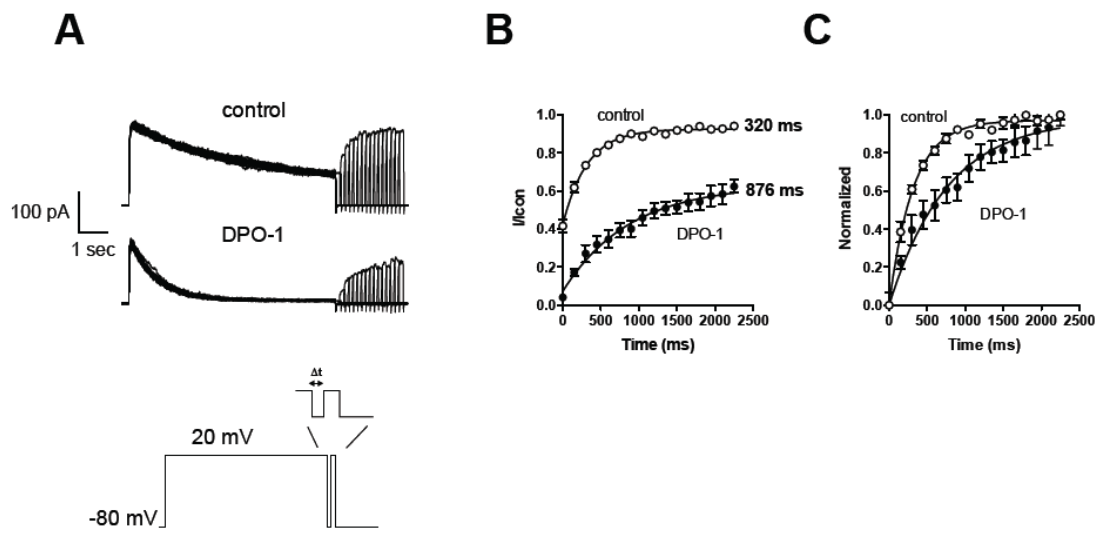 A
control
100 pA
1 sec
DPO-1
Δt
20 mV
-80 mV
B
I/Icon
1.0
0.8
0.6
0.4
0.2
0.0
control
320 ms
876 ms
DPO-1
0 500 1000 1500 2000 2500
Time (ms)
C
Normalized
1.0
0.8
0.6
0.4
0.2
0.0
control
DPO-1
0 500 1000 1500 2000 2500
Time (ms)